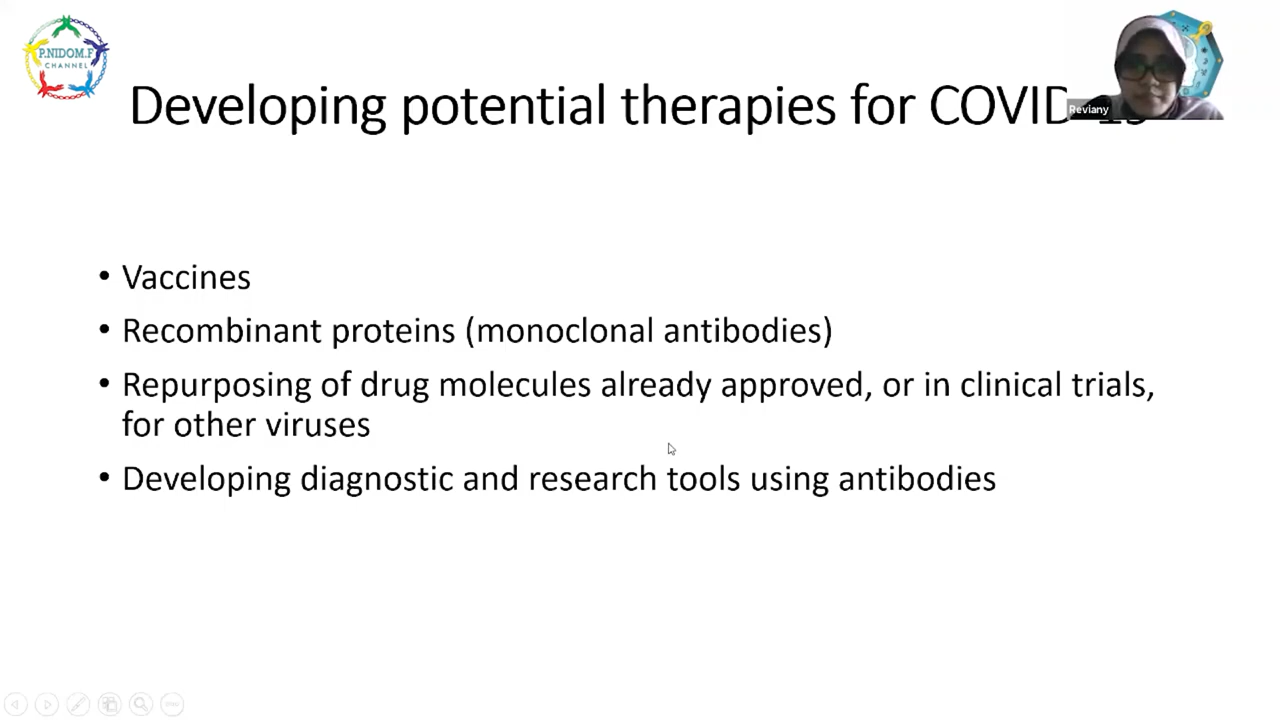 P.NIDOM.F
CHANNEL
Developing potential therapies for COVID-19
Reviany
• Vaccines
• Recombinant proteins (monoclonal antibodies)
• Repurposing of drug molecules already approved, or in clinical trials,
for other viruses
• Developing diagnostic and research tools using antibodies